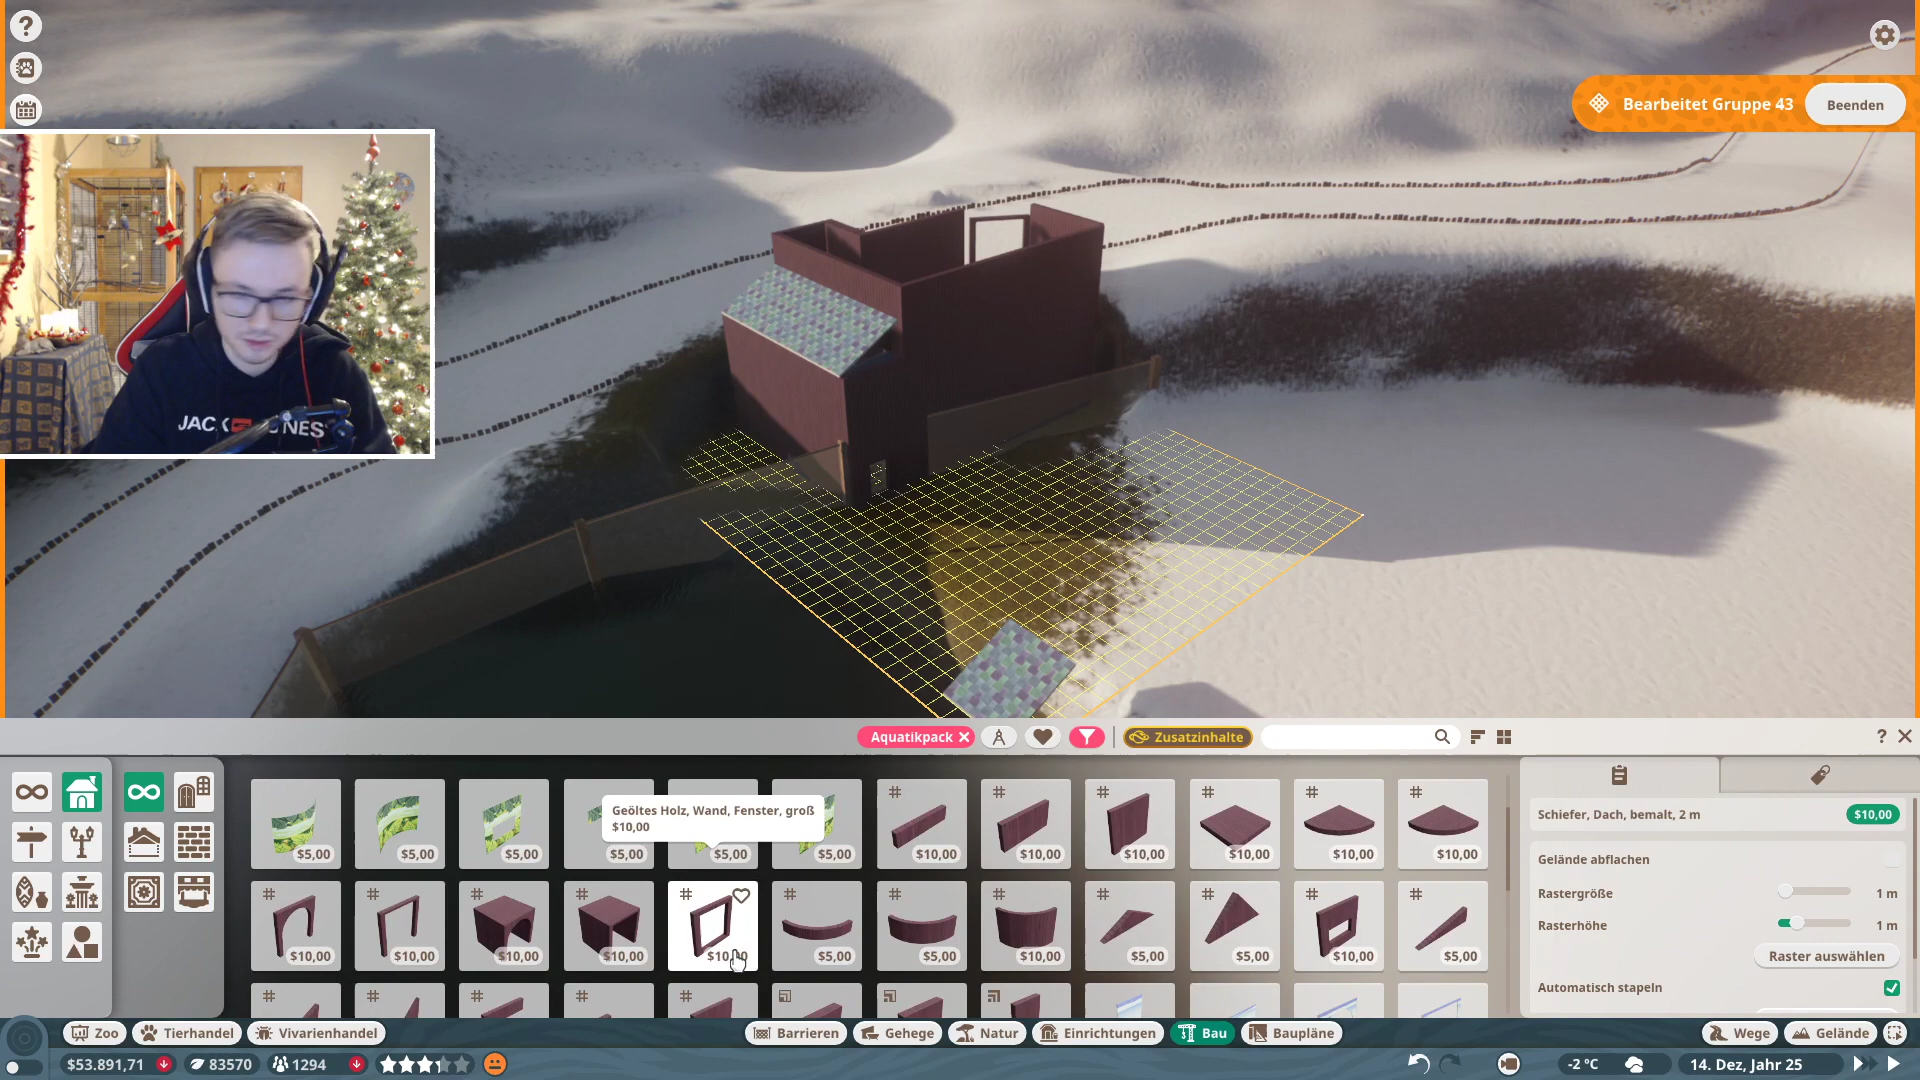 Bearbeitet Gruppe 43
Beenden
JACK JONES
Aquatikpack
Zusatzinhalte
$5,00 $5,00 $5,00 $5,00 $5,00 $5,00 $10,00 $10,00 $10,00 $10,00 $10,00 $10,00
Geöltes Holz, Wand, Fenster, groß
$10,00
$10,00 $10,00 $10,00 $10,00 $5,00 $5,00 $10,00 $5,00 $5,00 $10,00 $5,00
Schiefer, Dach, bemalt, 2 m
$10,00
Gelände abflachen
Rastergröße 1 m
Rasterhöhe 1 m
Raster auswählen
Automatisch stapeln
Zoo Tierhandel Vivarienhandel Barrieren Gehege Natur Einrichtungen Bau Baupläne Wege Gelände
$53.891,71 83570 1294 -2 °C 14. Dez, Jahr 25